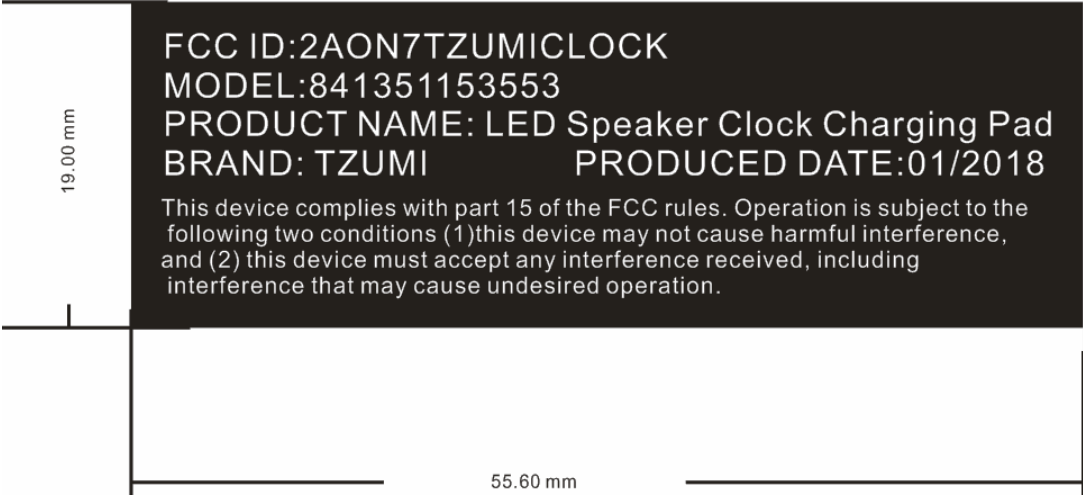 FCC ID:2AON7TZUMICLOCK
MODEL:841351153553
PRODUCT NAME: LED Speaker Clock Charging Pad
BRAND: TZUMI PRODUCED DATE:01/2018
This device complies with part 15 of the FCC rules. Operation is subject to the
following two conditions (1)this device may not cause harmful interference,
and (2) this device must accept any interference received, including
interference that may cause undesired operation.
19.00 mm
55.60 mm